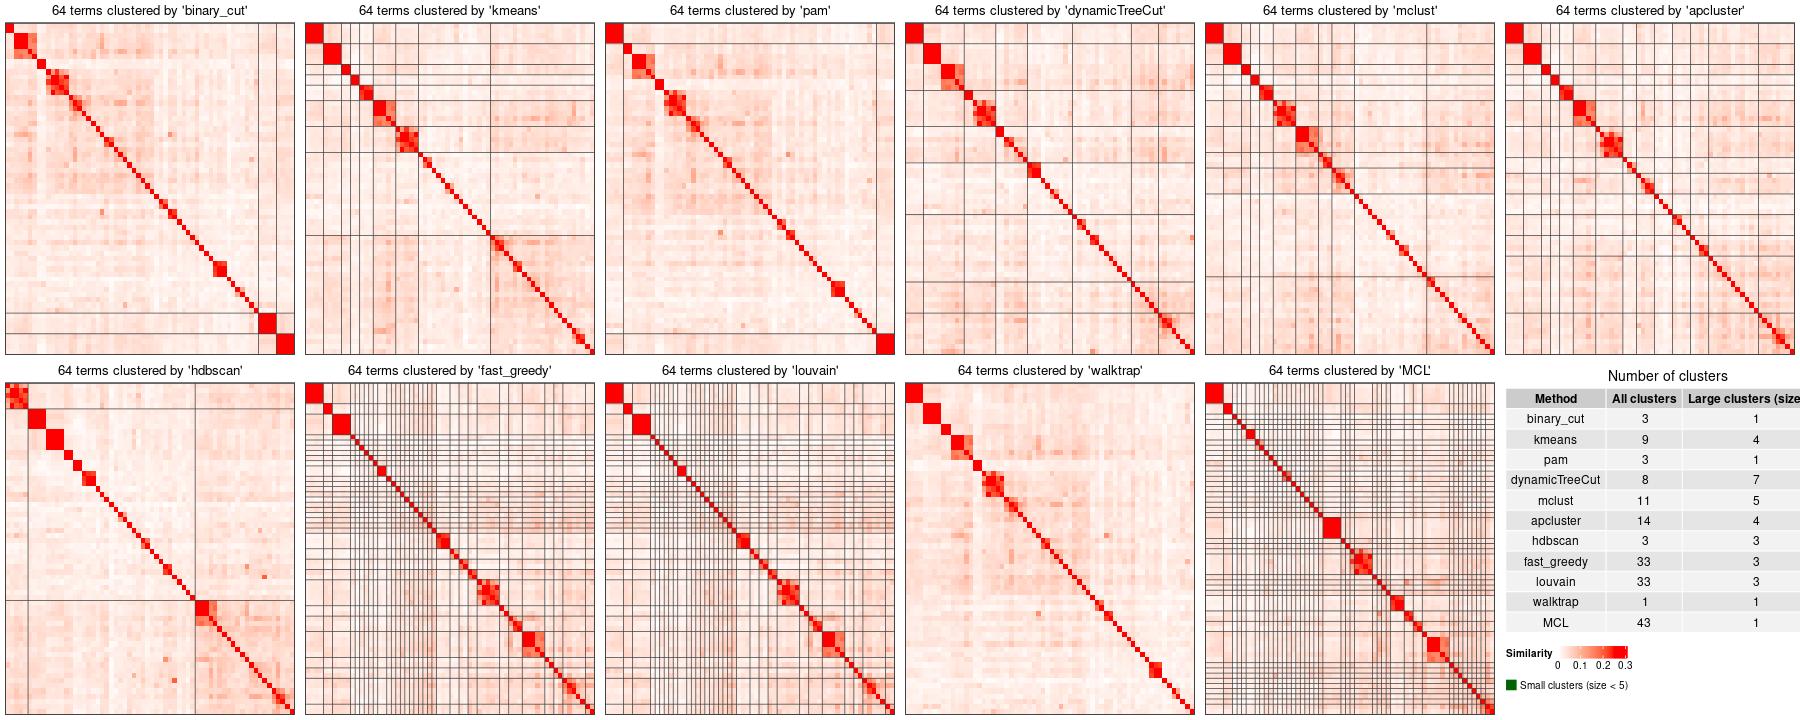 64 terms clustered by 'binary_cut'
64 terms clustered by 'kmeans'
64 terms clustered by 'pam'
64 terms clustered by 'dynamicTreeCut'
64 terms clustered by 'mclust'
64 terms clustered by 'apcluster'
64 terms clustered by 'hdbscan'
64 terms clustered by 'fast_greedy'
64 terms clustered by 'louvain'
64 terms clustered by 'walktrap'
64 terms clustered by 'MCL'
Number of clusters
Method All clusters Large clusters (size
binary_cut 3 1
kmeans 9 4
pam 3 1
dynamicTreeCut 8 7
mclust 11 5
apcluster 14 4
hdbscan 3 3
fast_greedy 33 3
louvain 33 3
walktrap 1 1
MCL 43 1
Similarity
0 0.1 0.2 0.3
Small clusters (size < 5)